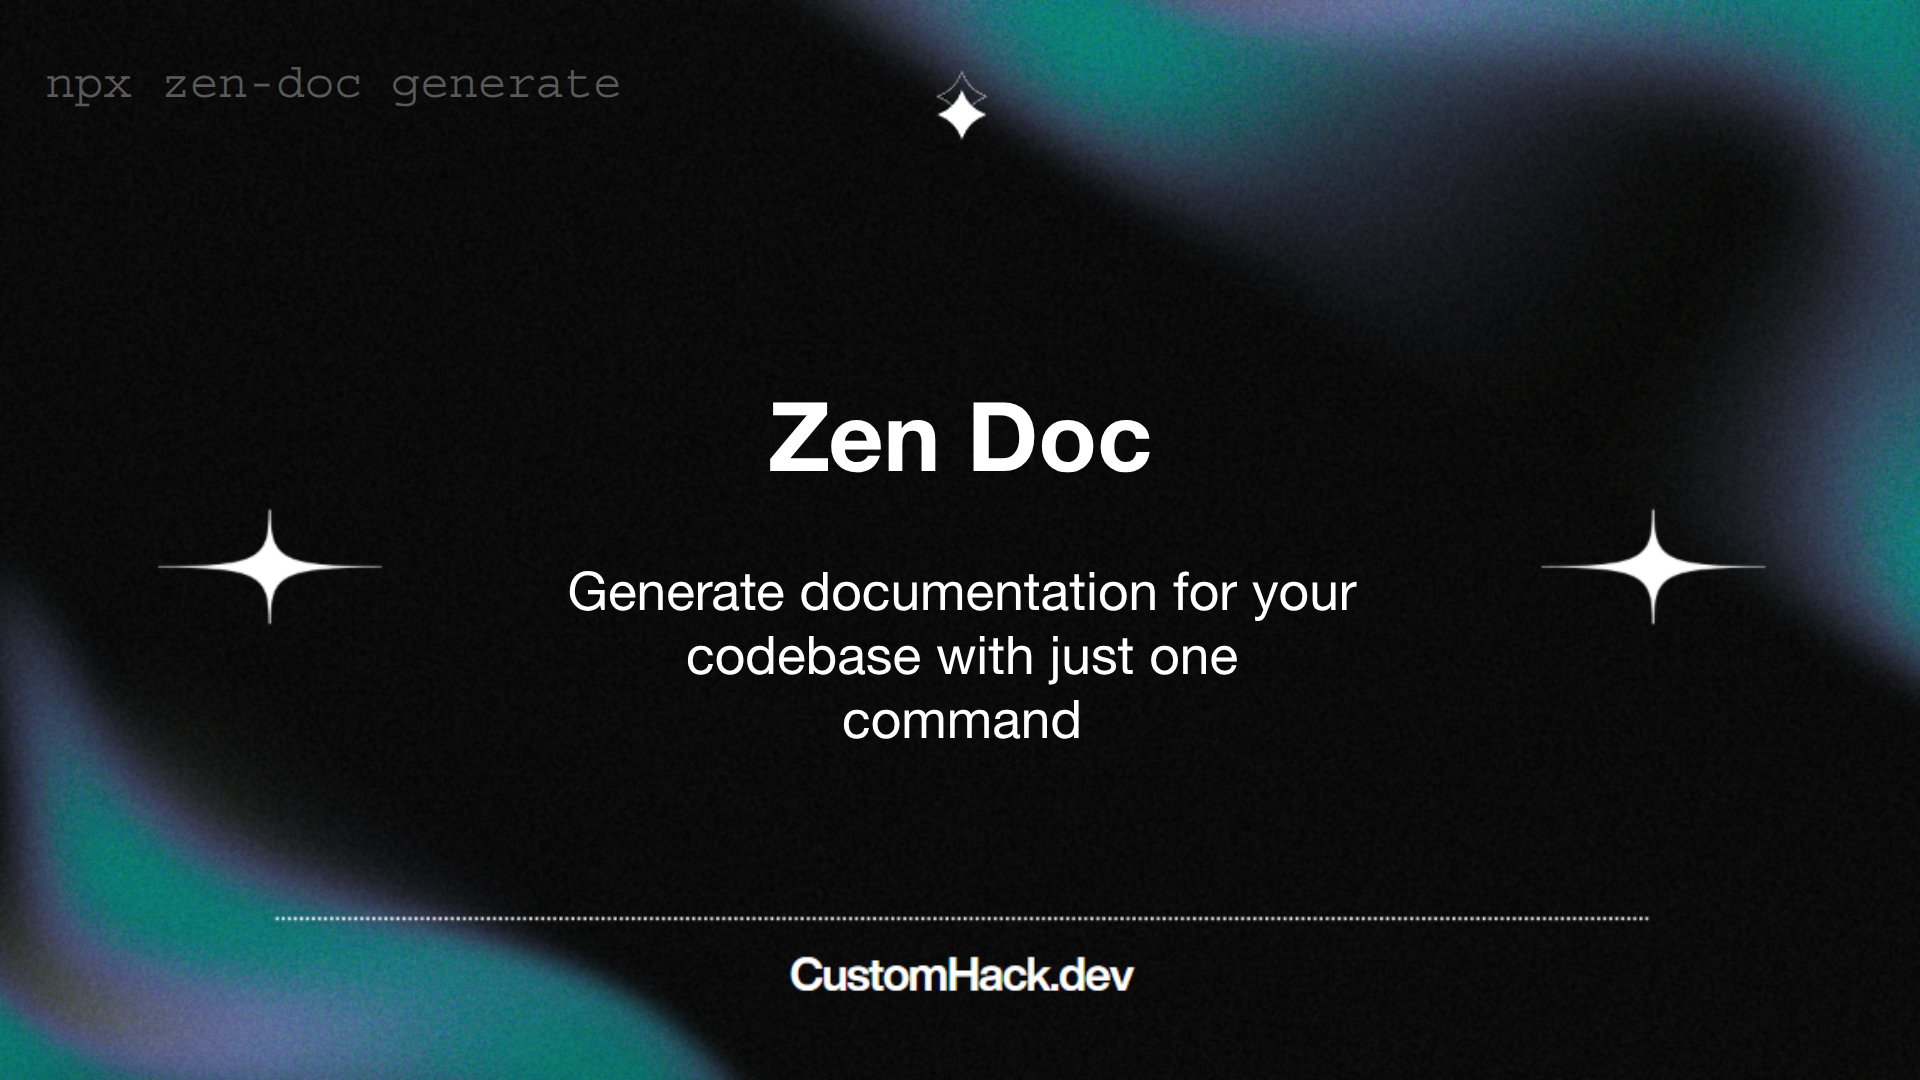 npx zen-doc generate
Zen Doc
Generate documentation for your
codebase with just one
command
CustomHack.dev